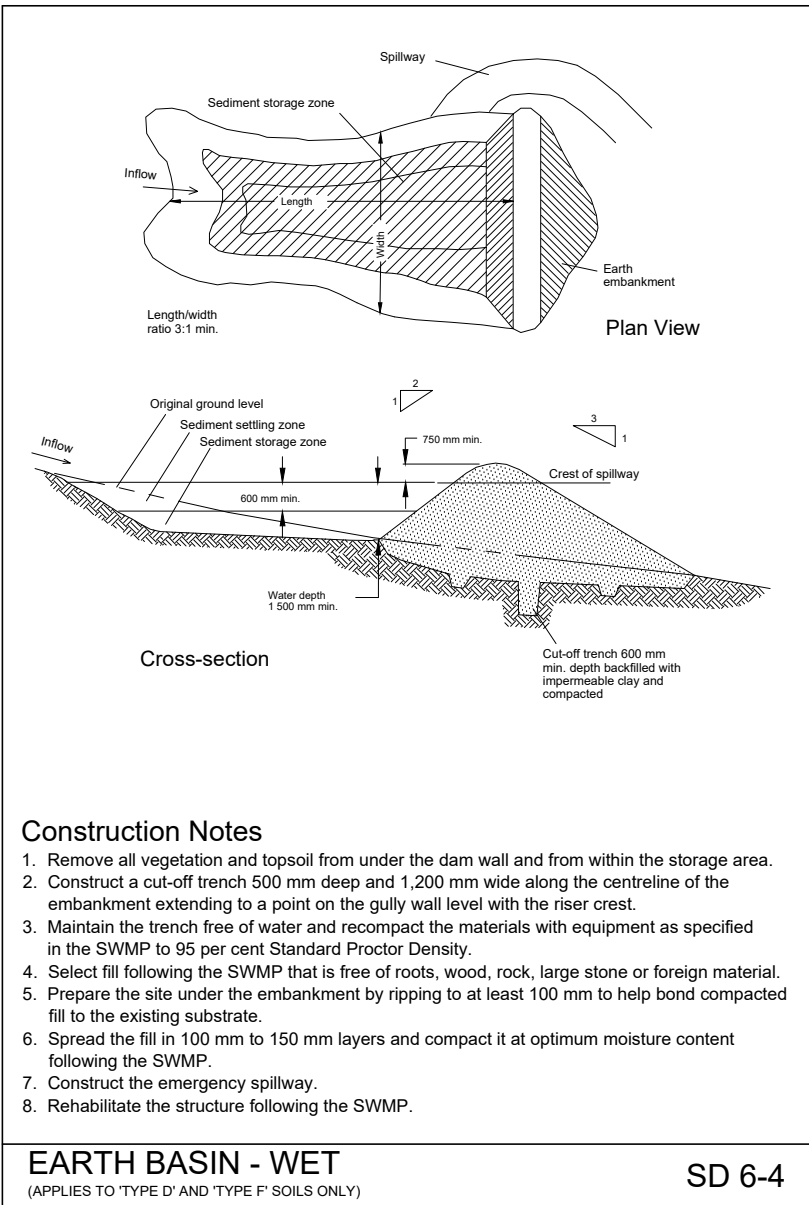 Spillway
Sediment storage zone
Inflow
Length
Width
Earth
embankment
Length/width
ratio 3:1 min.
Plan View
2
1
3
1
Original ground level
Sediment settling zone
Sediment storage zone
Inflow
750 mm min.
Crest of spillway
600 mm min.
Water depth
1 500 mm min.
Cross-section
Cut-off trench 600 mm
min. depth backfilled with
impermeable clay and
compacted
Construction Notes
1. Remove all vegetation and topsoil from under the dam wall and from within the storage area.
2. Construct a cut-off trench 500 mm deep and 1,200 mm wide along the centreline of the
embankment extending to a point on the gully wall level with the riser crest.
3. Maintain the trench free of water and recompact the materials with equipment as specified
in the SWMP to 95 per cent Standard Proctor Density.
4. Select fill following the SWMP that is free of roots, wood, rock, large stone or foreign material.
5. Prepare the site under the embankment by ripping to at least 100 mm to help bond compacted
fill to the existing substrate.
6. Spread the fill in 100 mm to 150 mm layers and compact it at optimum moisture content
following the SWMP.
7. Construct the emergency spillway.
8. Rehabilitate the structure following the SWMP.
EARTH BASIN - WET
(APPLIES TO 'TYPE D' AND 'TYPE F' SOILS ONLY)
SD 6-4